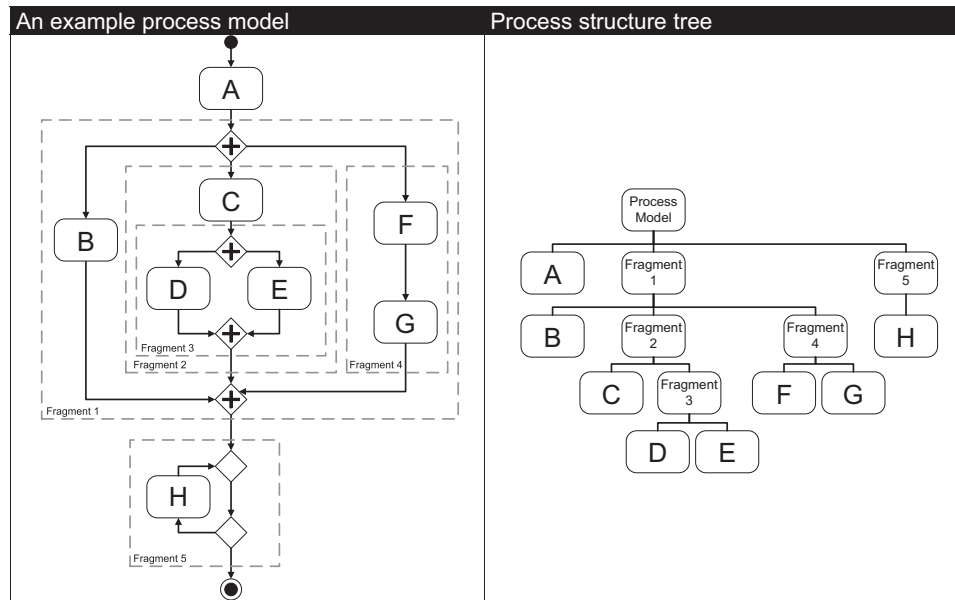 An example process model
Process structure tree
A
B
C
F
D
E
G
Fragment 3
Fragment 2
Fragment 4
Fragment 1
H
Fragment 5
Process
Model
A
Fragment
1
Fragment
5
B
Fragment
2
Fragment
4
H
C
Fragment
3
F
G
D
E